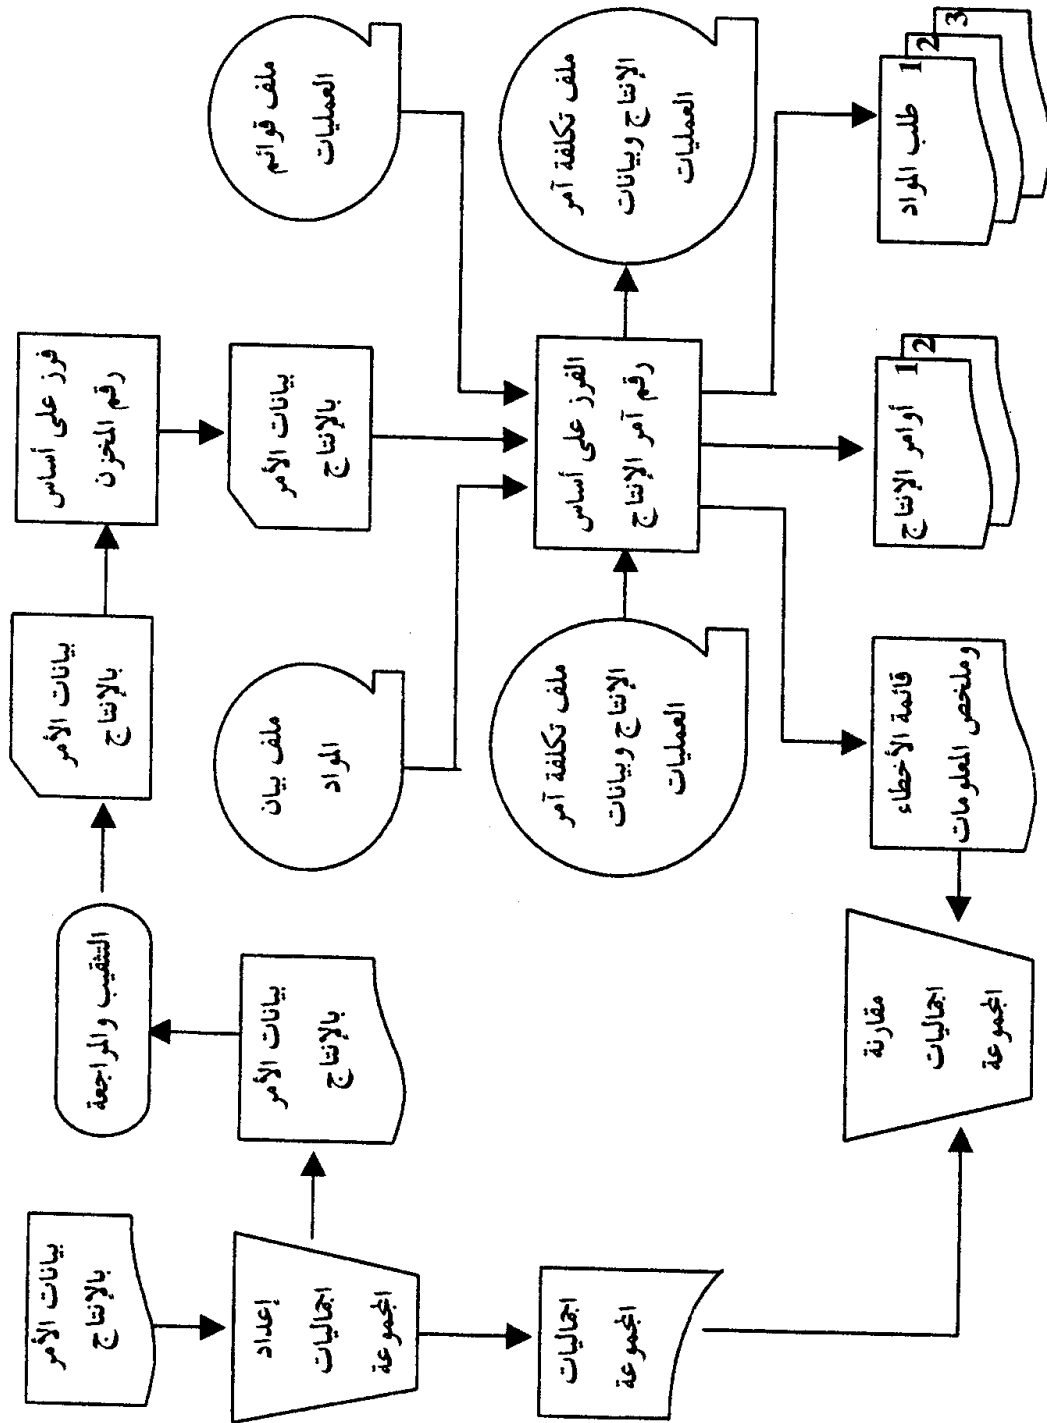 بيانات الأمر
بالإنتاج
إعداد
اجماليات
المجموعة
اجماليات
المجموعة
بيانات الأمر
بالإنتاج
التثقيب والمراجعة
بيانات الأمر
بالإنتاج
فرز على أساس
رقم المخزن
بيانات الأمر
بالإنتاج
ملف بيان
المواد
ملف قوائم
العمليات
ملف تكلفة آمر
الإنتاج وبيانات
العمليات
الفرز على أساس
رقم آمر الإنتاج
ملف تكلفة آمر
الإنتاج وبيانات
العمليات
مقارنة
اجماليات
المجموعة
قائمة الأخطاء
وملخص المعلومات
أوامر الإنتاج
1
2
طلب المواد
1
2
3